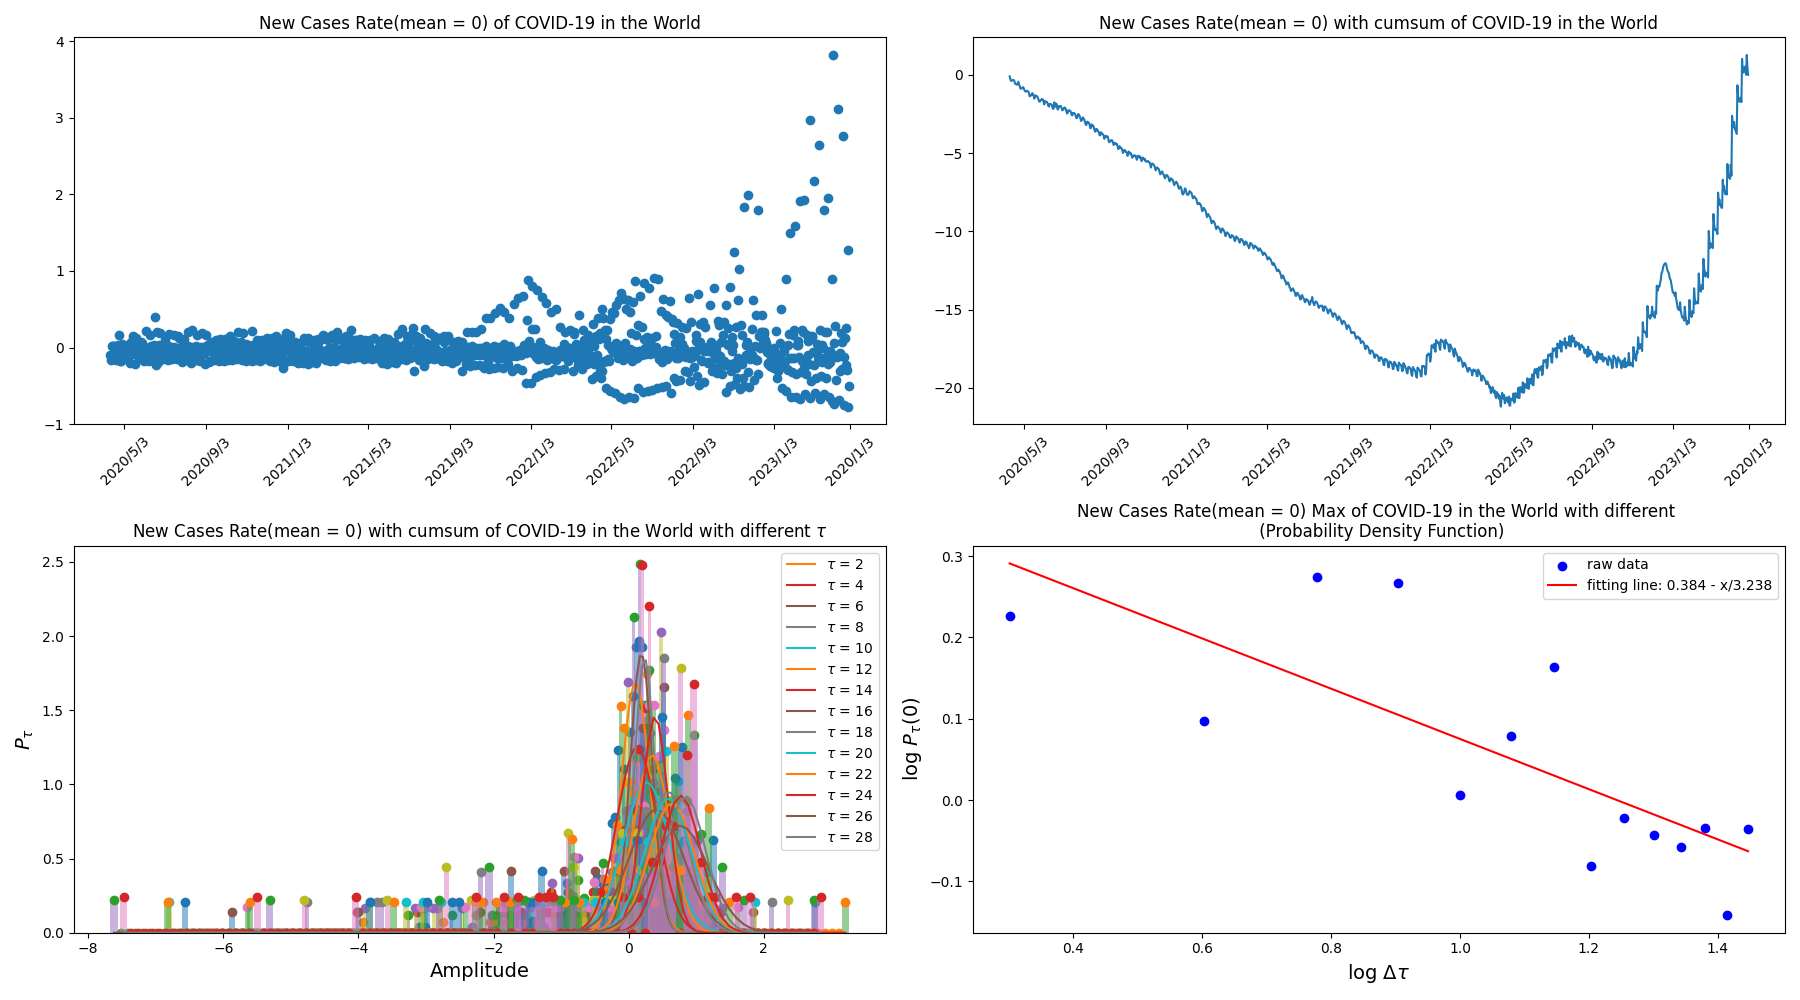 New Cases Rate(mean = 0) of COVID-19 in the World
4
3
2
1
0
−1
2020/5/3
2020/9/3
2021/1/3
2021/5/3
2021/9/3
2022/1/3
2022/5/3
2022/9/3
2023/1/3
2020/1/3
New Cases Rate(mean = 0) with cumsum of COVID-19 in the World
0
−5
−10
−15
−20
2020/5/3
2020/9/3
2021/1/3
2021/5/3
2021/9/3
2022/1/3
2022/5/3
2022/9/3
2023/1/3
2020/1/3
New Cases Rate(mean = 0) with cumsum of COVID-19 in the World with different τ
Pτ
2.5
2.0
1.5
1.0
0.5
0.0
−8
−6
−4
−2
0
2
Amplitude
τ = 2
τ = 4
τ = 6
τ = 8
τ = 10
τ = 12
τ = 14
τ = 16
τ = 18
τ = 20
τ = 22
τ = 24
τ = 26
τ = 28
New Cases Rate(mean = 0) Max of COVID-19 in the World with different
(Probability Density Function)
log Pτ(0)
0.3
0.2
0.1
0.0
−0.1
0.4
0.6
0.8
1.0
1.2
1.4
log Δτ
raw data
fitting line: 0.384 - x/3.238